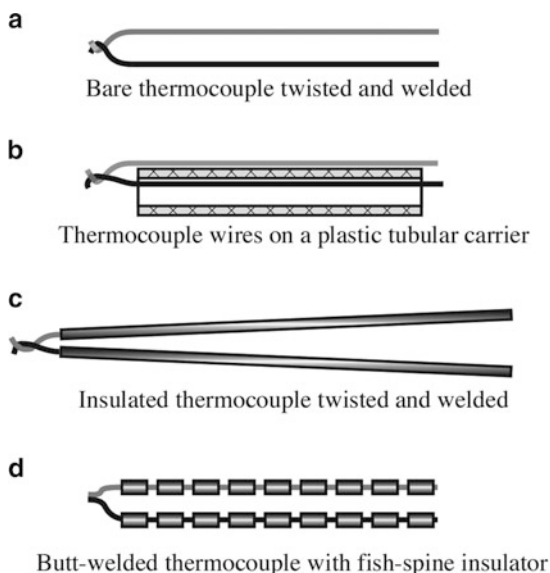 a
Bare thermocouple twisted and welded
b
Thermocouple wires on a plastic tubular carrier
c
Insulated thermocouple twisted and welded
d
Butt-welded thermocouple with fish-spine insulator